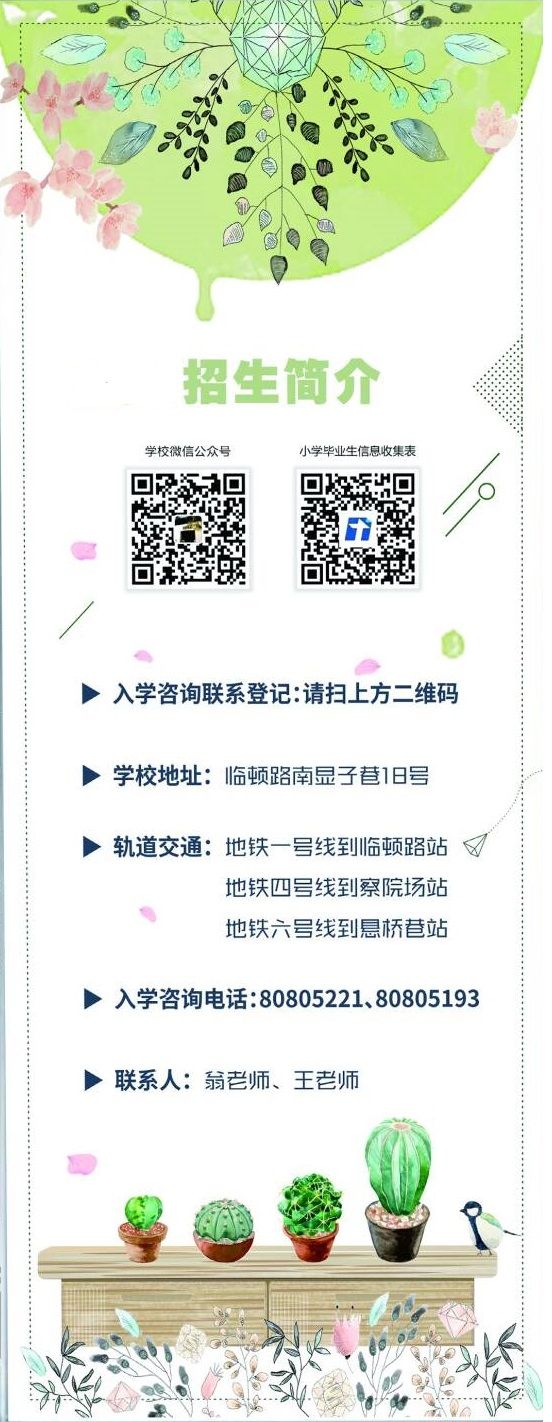 招生简介
学校微信公众号
小学毕业生信息收集表
入学咨询联系登记：请扫上方二维码
学校地址： 临顿路南显子巷18号
轨道交通： 地铁一号线到临顿路站
地铁四号线到察院场站
地铁六号线到悬桥巷站
入学咨询电话：80805221、80805193
联系人： 翁老师、王老师